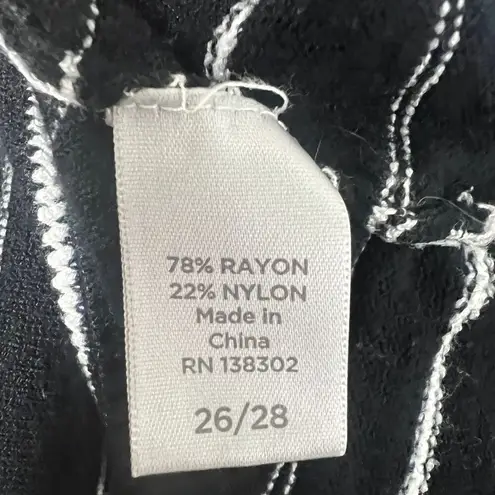 78% RAYON
22% NYLON
Made in
China
RN 138302
26/28